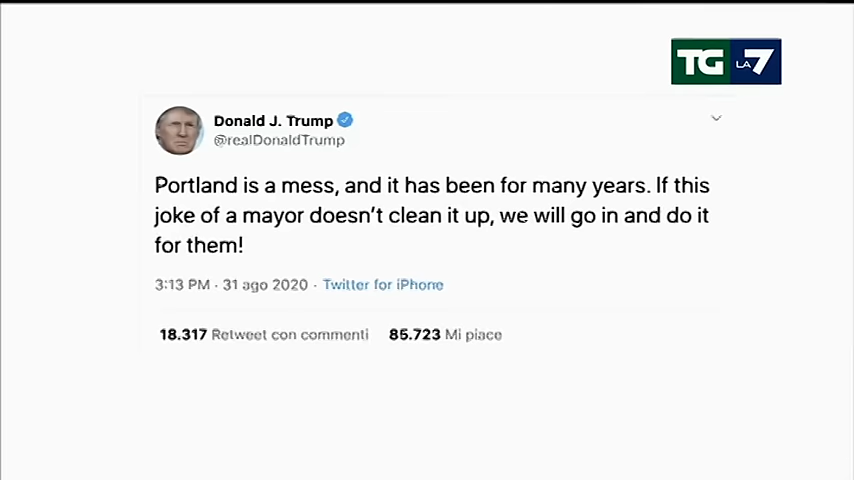 TG LA7
Donald J. Trump
@realDonaldTrump
Portland is a mess, and it has been for many years. If this
joke of a mayor doesn't clean it up, we will go in and do it
for them!
3:13 PM · 31 ago 2020 · Twitter for iPhone
18.317 Retweet con commenti 85.723 Mi piace